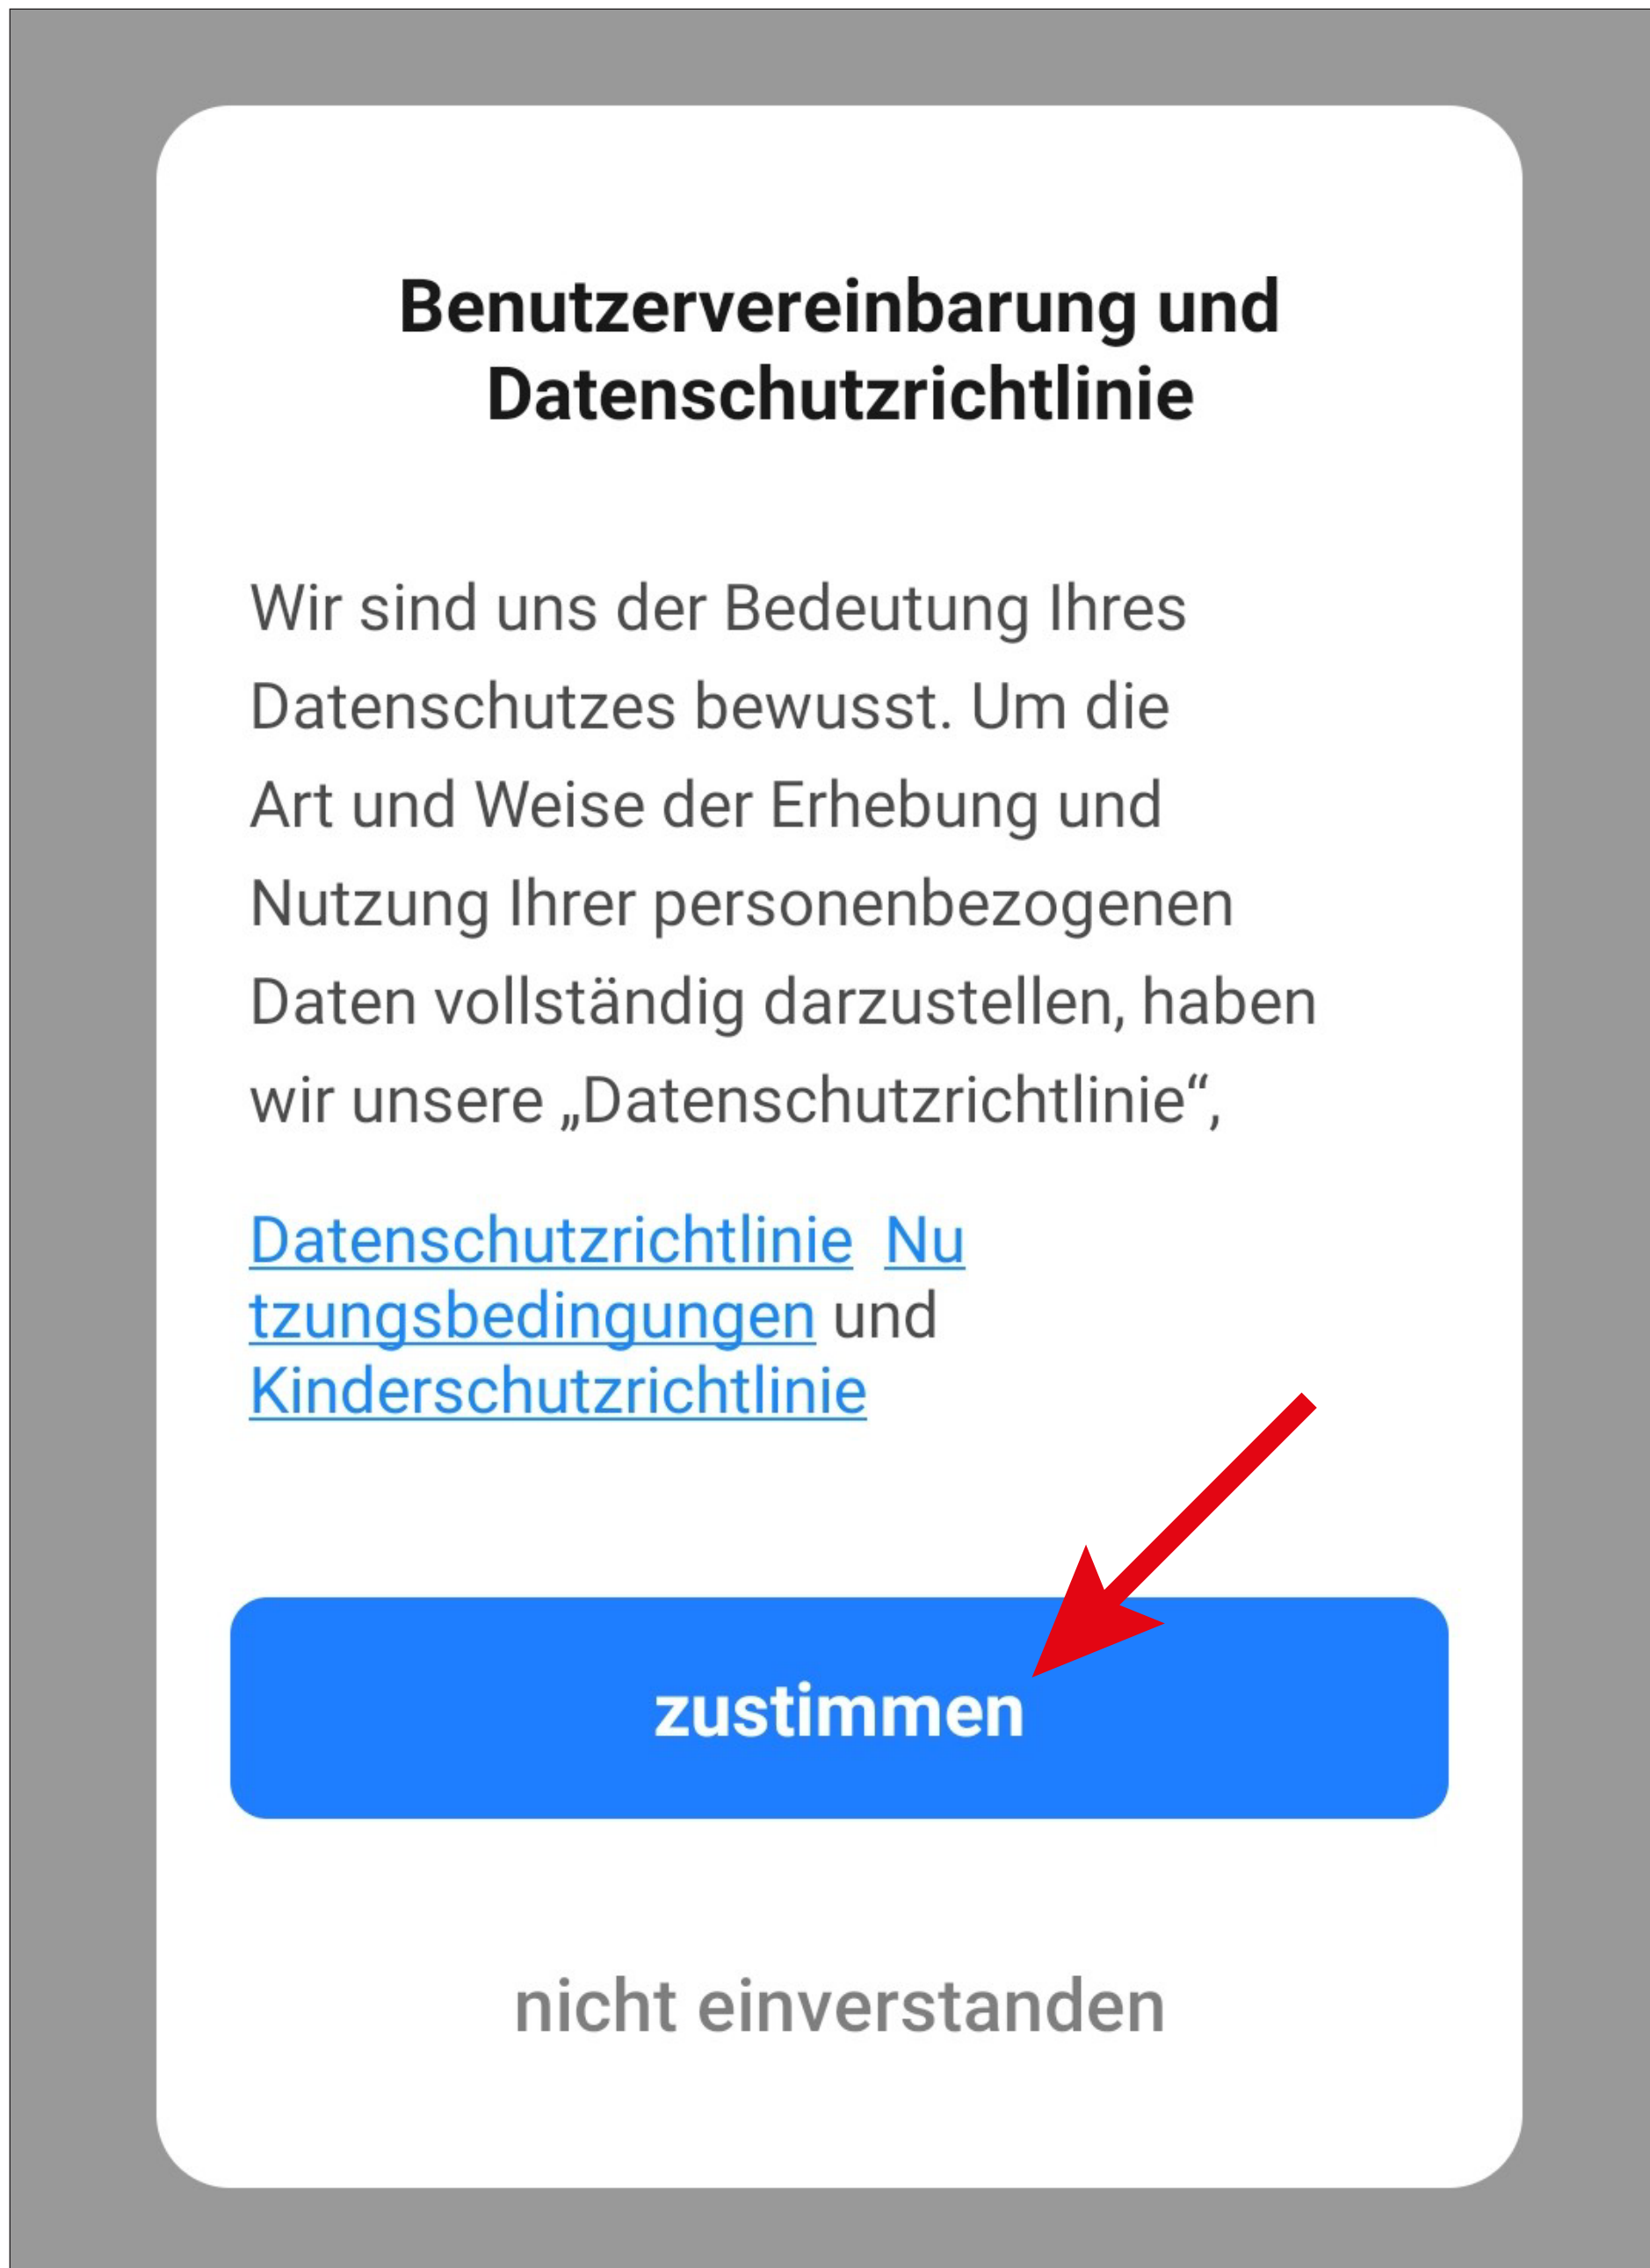 Benutzervereinbarung und
Datenschutzrichtlinie
Wir sind uns der Bedeutung Ihres
Datenschutzes bewusst. Um die
Art und Weise der Erhebung und
Nutzung Ihrer personenbezogenen
Daten vollständig darzustellen, haben
wir unsere „Datenschutzrichtlinie“,
Datenschutzrichtlinie Nu
tzungsbedingungen und
Kinderschutzrichtlinie
zustimmen
nicht einverstanden